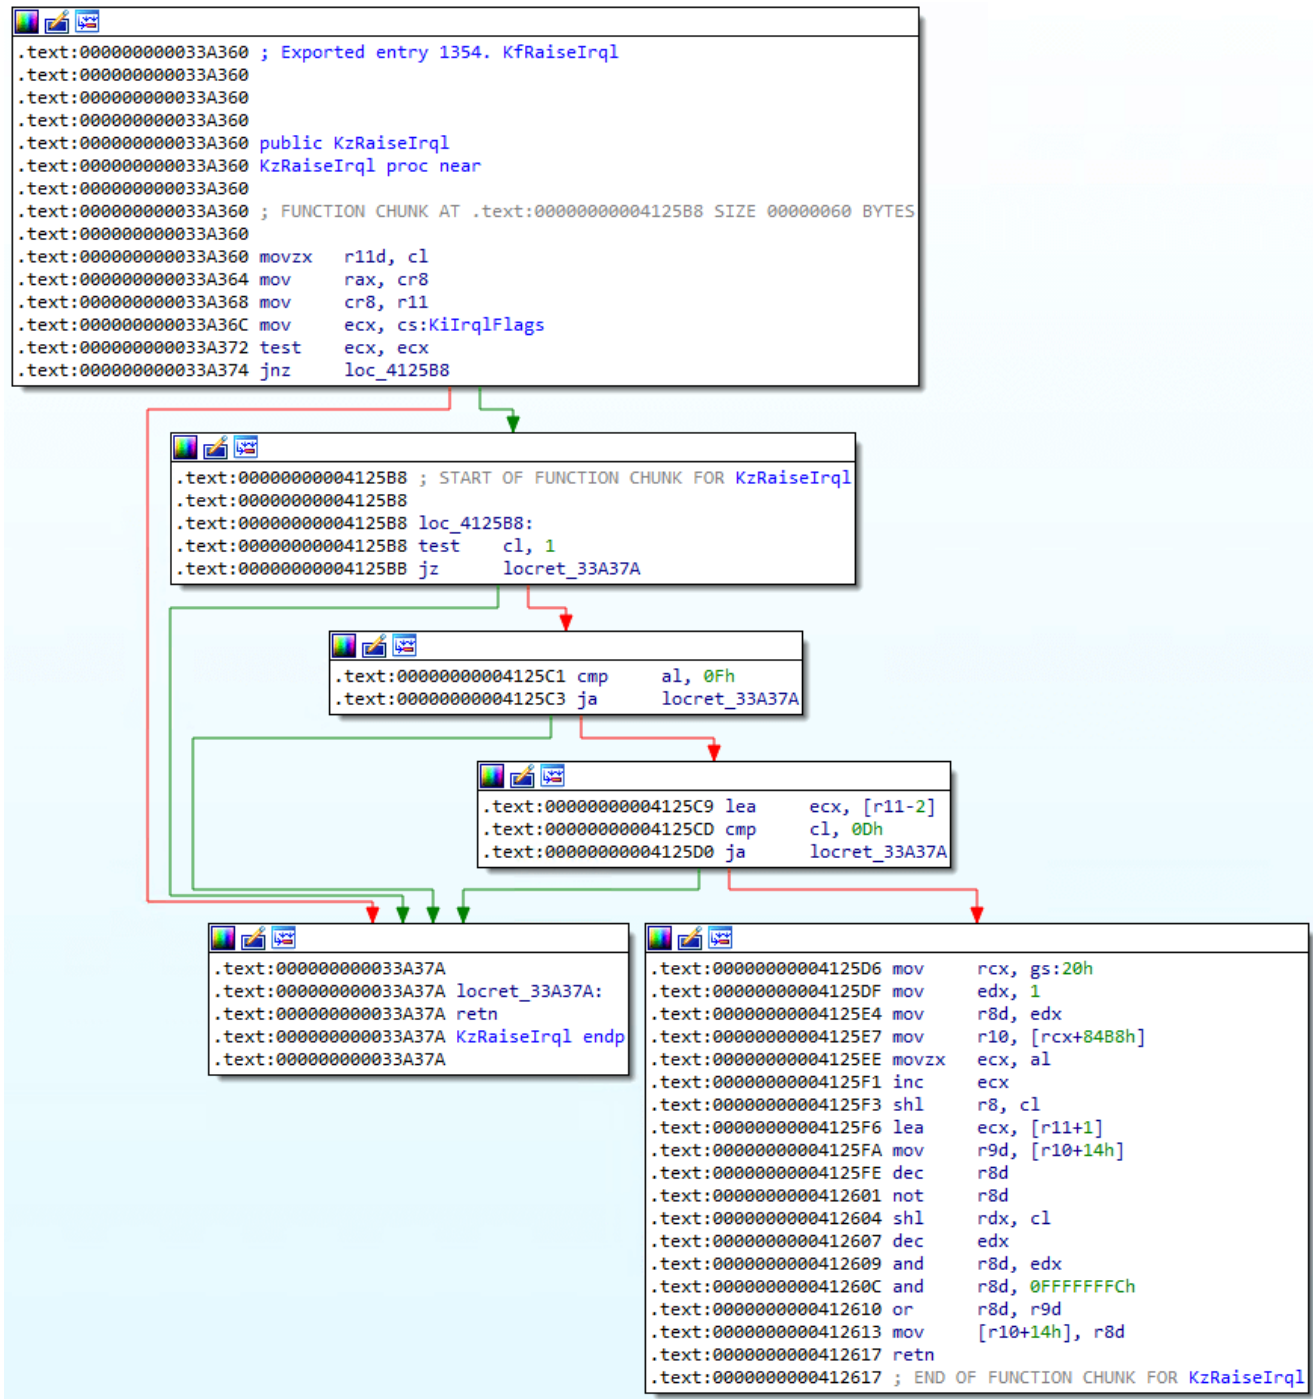 .text:000000000033A360 ; Exported entry 1354. KfRaiseIrql
.text:000000000033A360
.text:000000000033A360
.text:000000000033A360
.text:000000000033A360 public KzRaiseIrql
.text:000000000033A360 KzRaiseIrql proc near
.text:000000000033A360
.text:000000000033A360 ; FUNCTION CHUNK AT .text:00000000004125B8 SIZE 00000060 BYTES
.text:000000000033A360
.text:000000000033A360 movzx r11d, cl
.text:000000000033A364 mov rax, cr8
.text:000000000033A368 mov cr8, r11
.text:000000000033A36C mov ecx, cs:KiIrqlFlags
.text:000000000033A372 test ecx, ecx
.text:000000000033A374 jnz loc_4125B8
.text:00000000004125B8 ; START OF FUNCTION CHUNK FOR KzRaiseIrql
.text:00000000004125B8
.text:00000000004125B8 loc_4125B8:
.text:00000000004125B8 test cl, 1
.text:00000000004125BB jz locret_33A37A
.text:00000000004125C1 cmp al, 0Fh
.text:00000000004125C3 ja locret_33A37A
.text:00000000004125C9 lea ecx, [r11-2]
.text:00000000004125CD cmp cl, 0Dh
.text:00000000004125D0 ja locret_33A37A
.text:000000000033A37A
.text:000000000033A37A locret_33A37A:
.text:000000000033A37A retn
.text:000000000033A37A KzRaiseIrql endp
.text:000000000033A37A
.text:00000000004125D6 mov rcx, gs:20h
.text:00000000004125DF mov edx, 1
.text:00000000004125E4 mov r8d, edx
.text:00000000004125E7 mov r10, [rcx+84B8h]
.text:00000000004125EE movzx ecx, al
.text:00000000004125F1 inc ecx
.text:00000000004125F3 shl r8, cl
.text:00000000004125F6 lea ecx, [r11+1]
.text:00000000004125FA mov r9d, [r10+14h]
.text:00000000004125FE dec r8d
.text:0000000000412601 not r8d
.text:0000000000412604 shl rdx, cl
.text:0000000000412607 dec edx
.text:0000000000412609 and r8d, edx
.text:000000000041260C and r8d, 0FFFFFFFCh
.text:0000000000412610 or r8d, r9d
.text:0000000000412613 mov [r10+14h], r8d
.text:0000000000412617 retn
.text:0000000000412617 ; END OF FUNCTION CHUNK FOR KzRaiseIrql